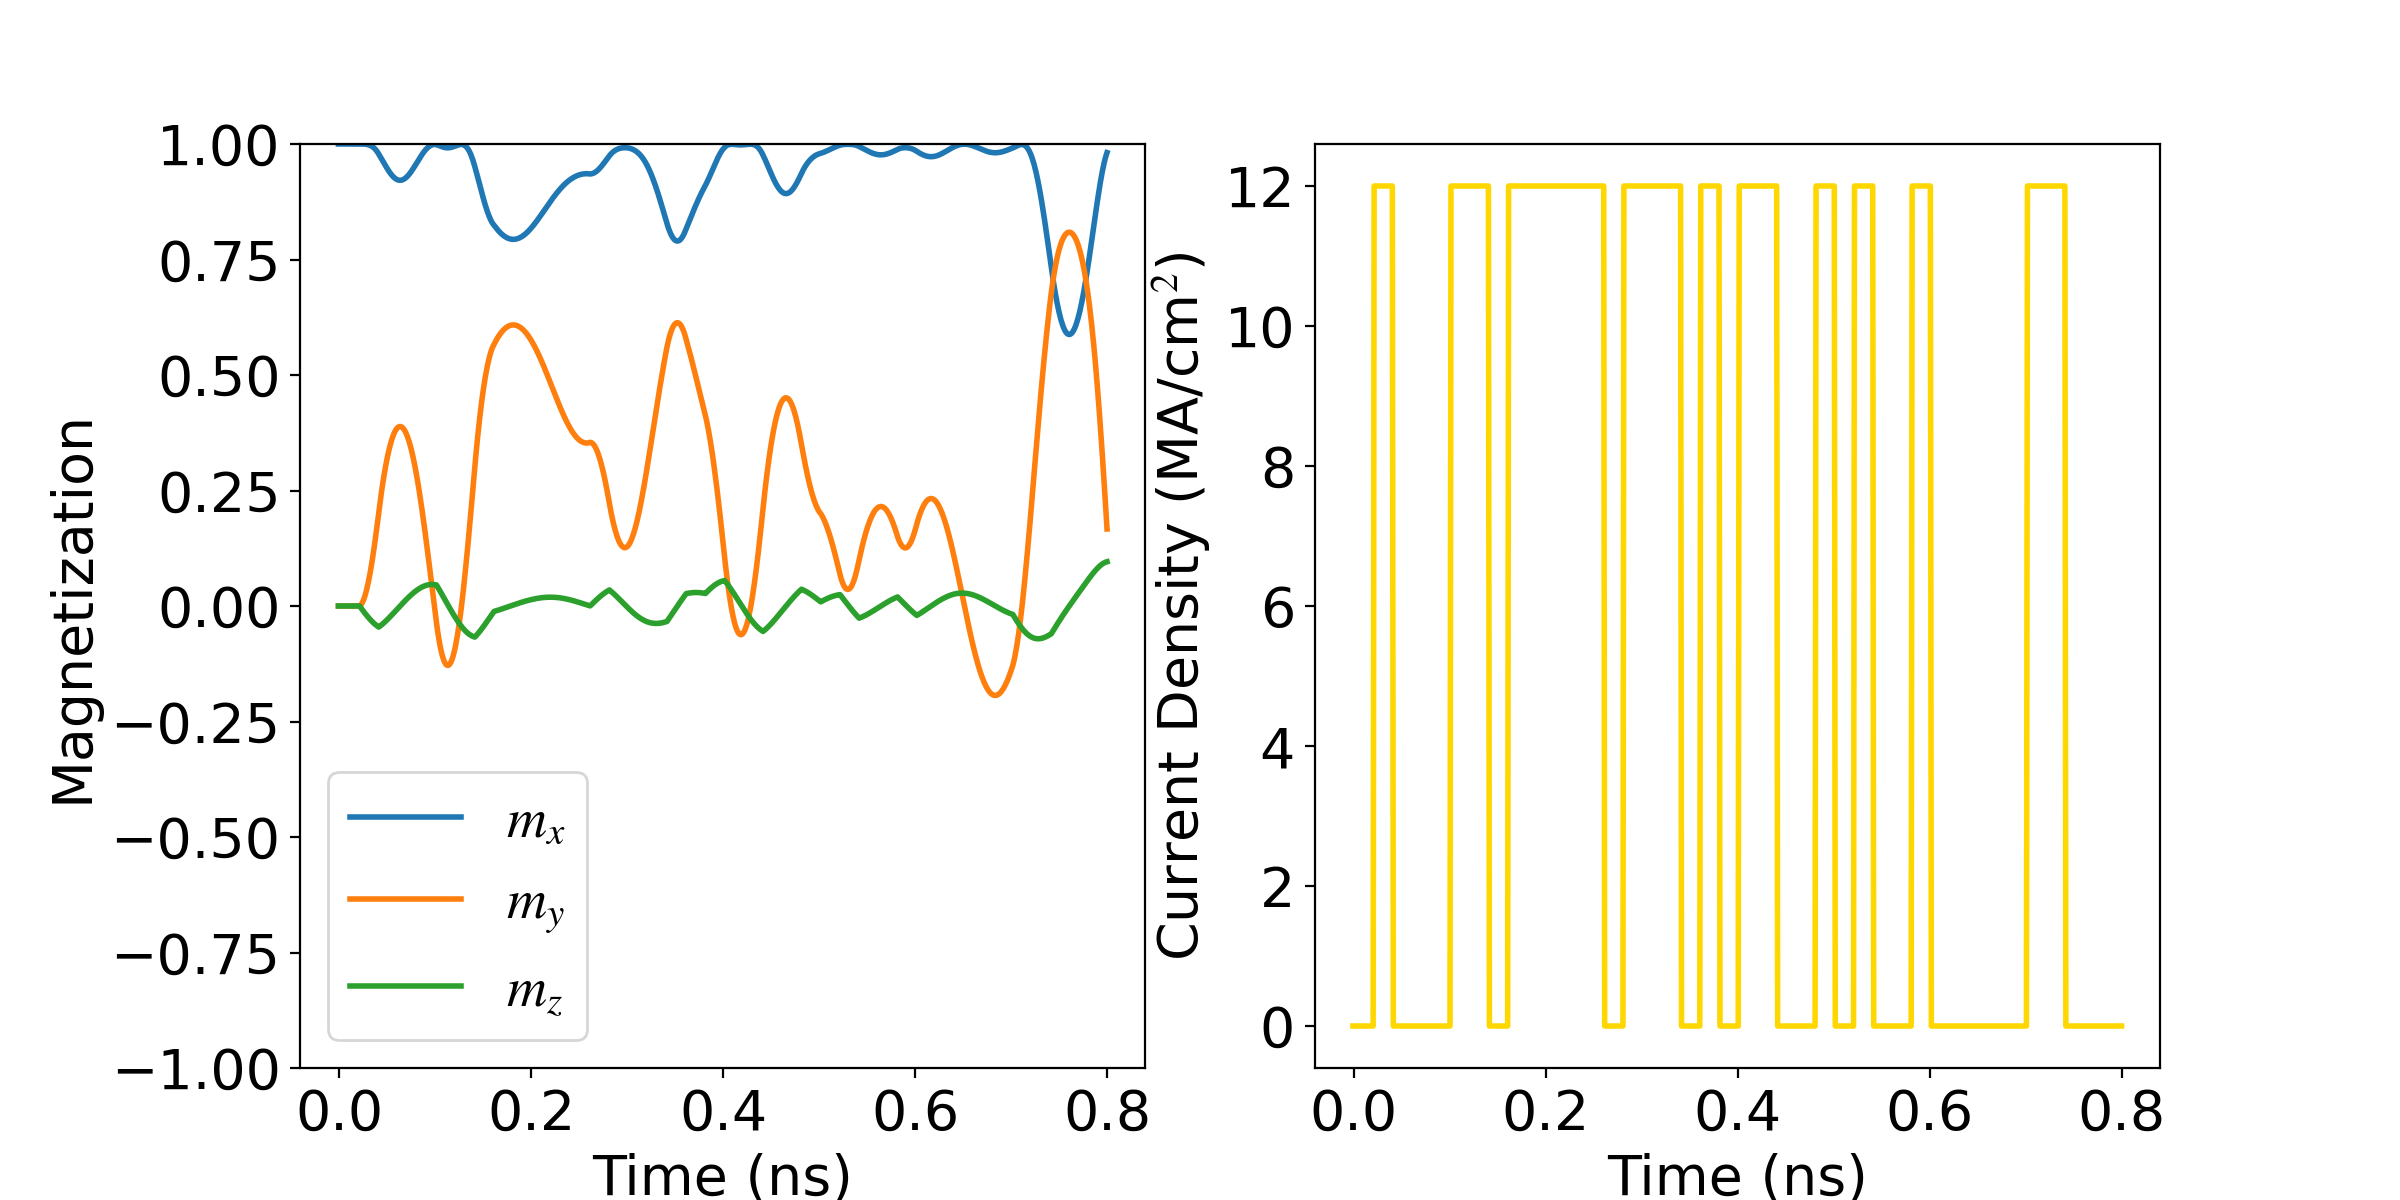 Magnetization
1.00
0.75
0.50
0.25
0.00
−0.25
−0.50
−0.75
−1.00
m_x
m_y
m_z
0.0 0.2 0.4 0.6 0.8
Time (ns)
Current Density (MA/cm²)
12
10
8
6
4
2
0
0.0 0.2 0.4 0.6 0.8
Time (ns)